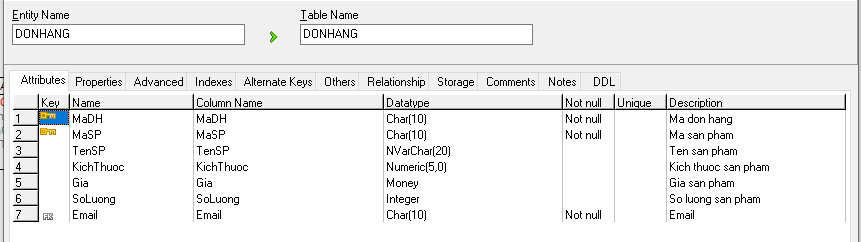 Entity Name Table Name
DONHANG DONHANG
Attributes Properties Advanced Indexes Alternate Keys Others Relationship Storage Comments Notes DDL
Key Name Column Name Datatype Not null Unique Description
1 MaDH MaDH Char(10) Not null Ma don hang
2 MaSP MaSP Char(10) Not null Ma san pham
3 TenSP TenSP NVarChar(20) Ten san pham
4 KichThuoc KichThuoc Numeric(5,0) Kich thuoc san pham
5 Gia Gia Money Gia san pham
6 SoLuong SoLuong Integer So luong san pham
7 FK Email Email Char(10) Not null Email